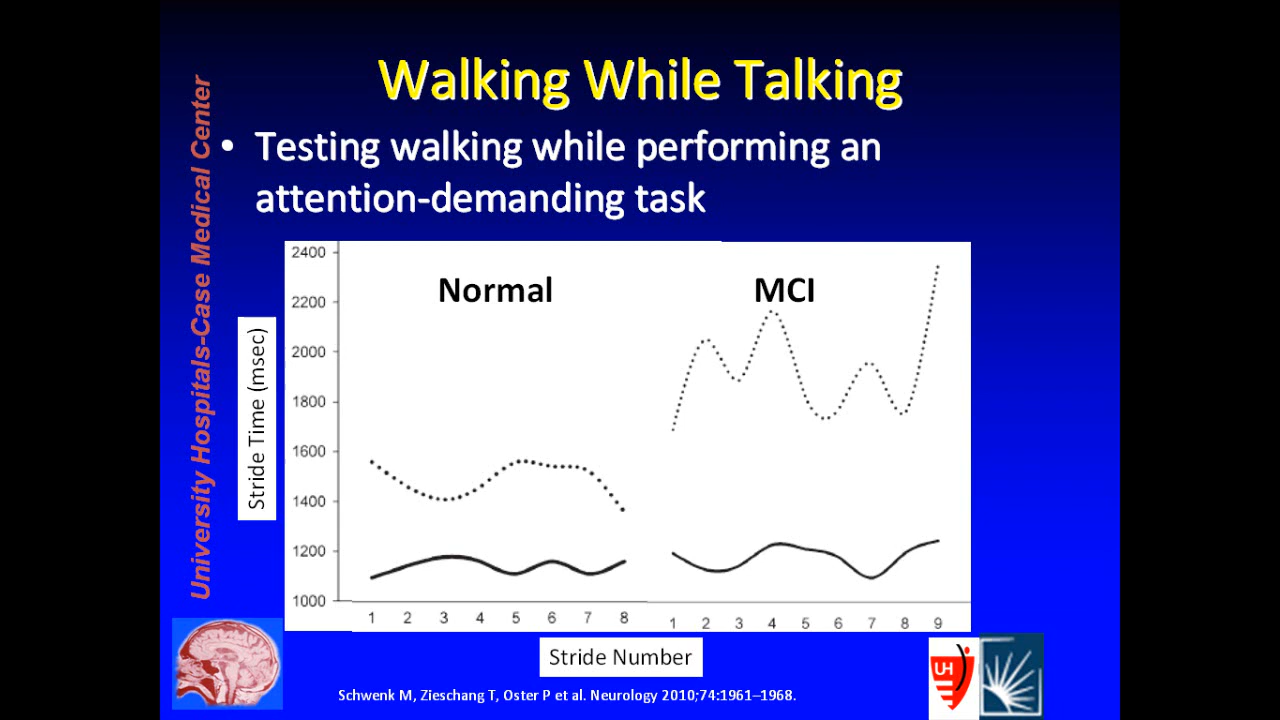 Walking While Talking
• Testing walking while performing an
attention-demanding task
University Hospitals-Case Medical Center
Normal
MCI
Stride Time (msec)
2400
2200
2000
1800
1600
1400
1200
1000
1 2 3 4 5 6 7 8
1 2 3 4 5 6 7 8 9
Stride Number
UH
Schwenk M, Zieschang T, Oster P et al. Neurology 2010;74:1961–1968.